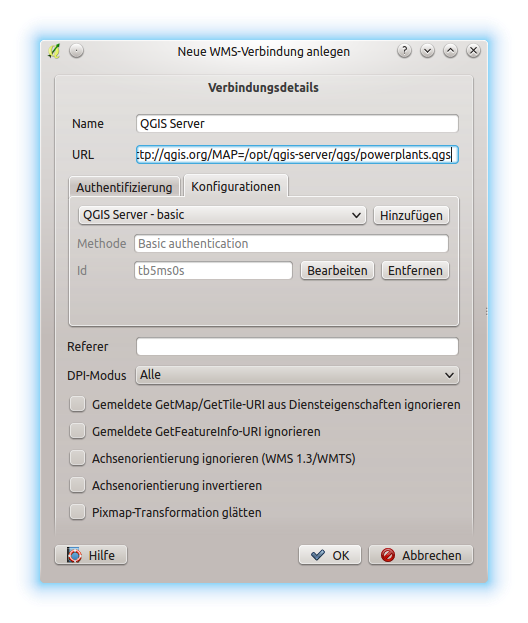 Neue WMS-Verbindung anlegen
Verbindungsdetails
Name QGIS Server
URL ttp://qgis.org/MAP=/opt/qgis-server/qgs/powerplants.qgs
Authentifizierung Konfigurationen
QGIS Server - basic Hinzufügen
Methode Basic authentication
Id tb5ms0s Bearbeiten Entfernen
Referer
DPI-Modus Alle
Gemeldete GetMap/GetTile-URI aus Diensteigenschaften ignorieren
Gemeldete GetFeatureInfo-URI ignorieren
Achsenorientierung ignorieren (WMS 1.3/WMTS)
Achsenorientierung invertieren
Pixmap-Transformation glätten
Hilfe OK Abbrechen